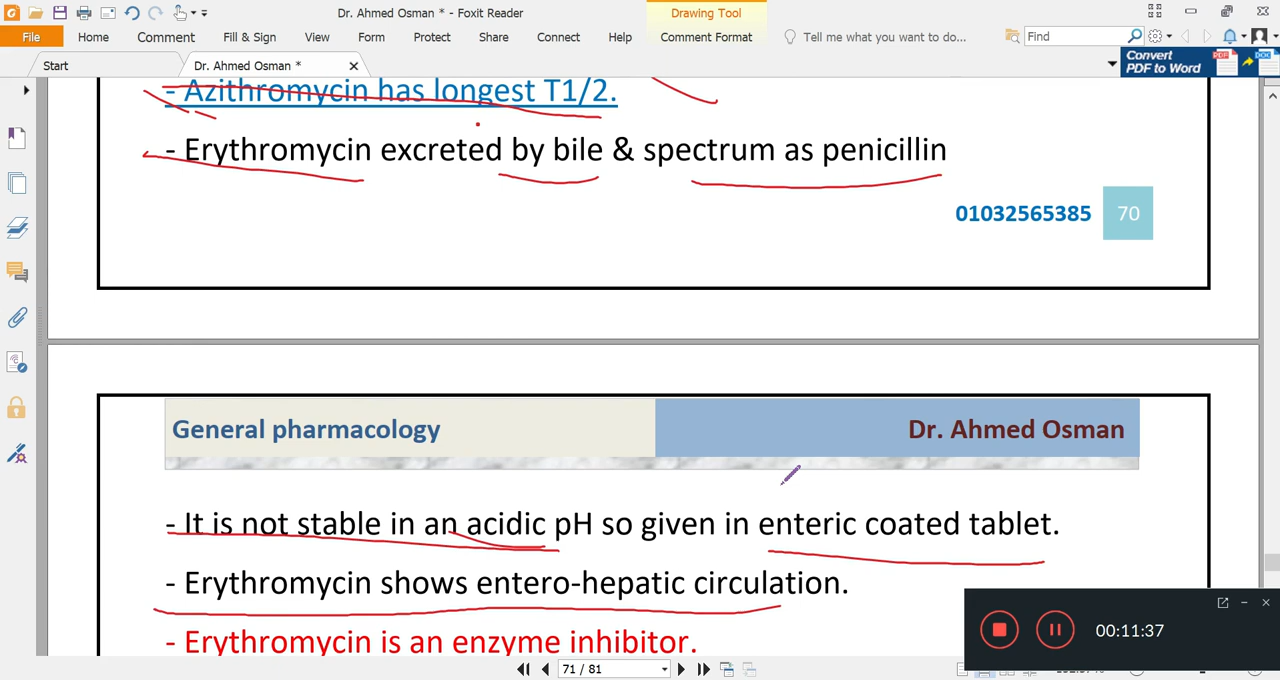 Dr. Ahmed Osman * - Foxit Reader
Drawing Tool
File Home Comment Fill & Sign View Form Protect Share Connect Help Comment Format Tell me what you want to do... Find
Start Dr. Ahmed Osman *
Convert
PDF to Word
- Azithromycin has longest T1/2.
- Erythromycin excreted by bile & spectrum as penicillin
01032565385 70
General pharmacology Dr. Ahmed Osman
- It is not stable in an acidic pH so given in enteric coated tablet.
- Erythromycin shows entero-hepatic circulation.
- Erythromycin is an enzyme inhibitor.
00:11:37
71 / 81